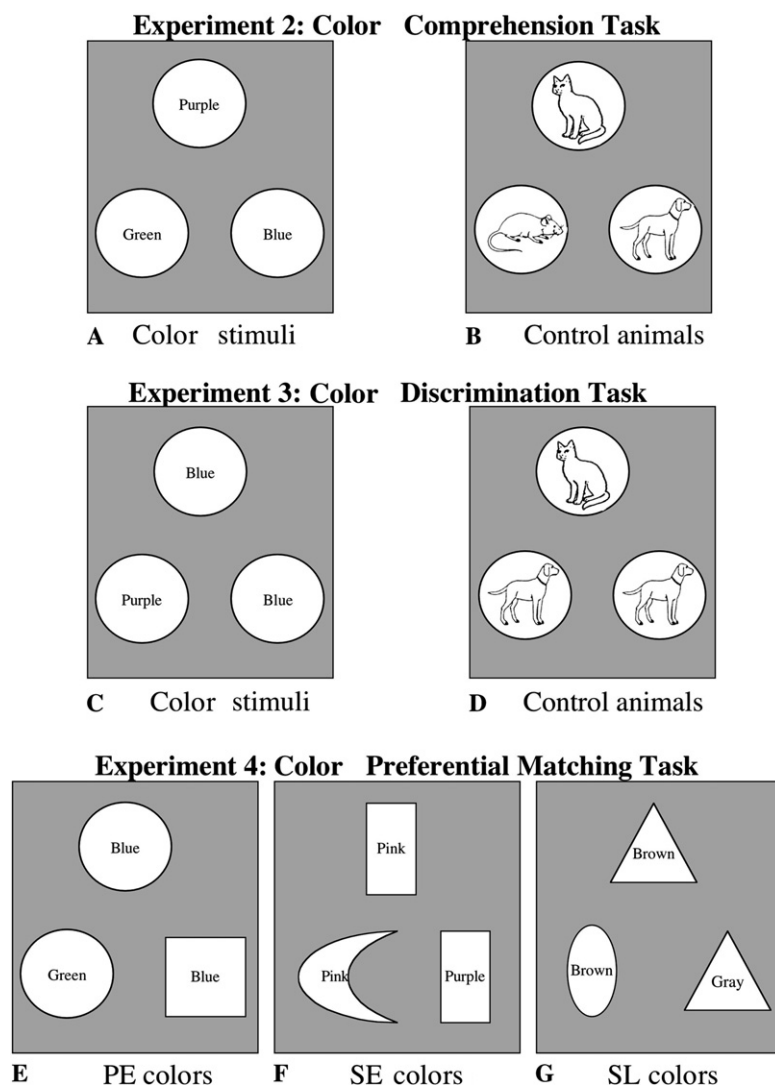 Experiment 2: Color Comprehension Task
Purple
Green Blue
A Color stimuli B Control animals
Experiment 3: Color Discrimination Task
Blue
Purple Blue
C Color stimuli D Control animals
Experiment 4: Color Preferential Matching Task
Blue Pink Brown
Green Blue Pink Purple Brown Gray
E PE colors F SE colors G SL colors